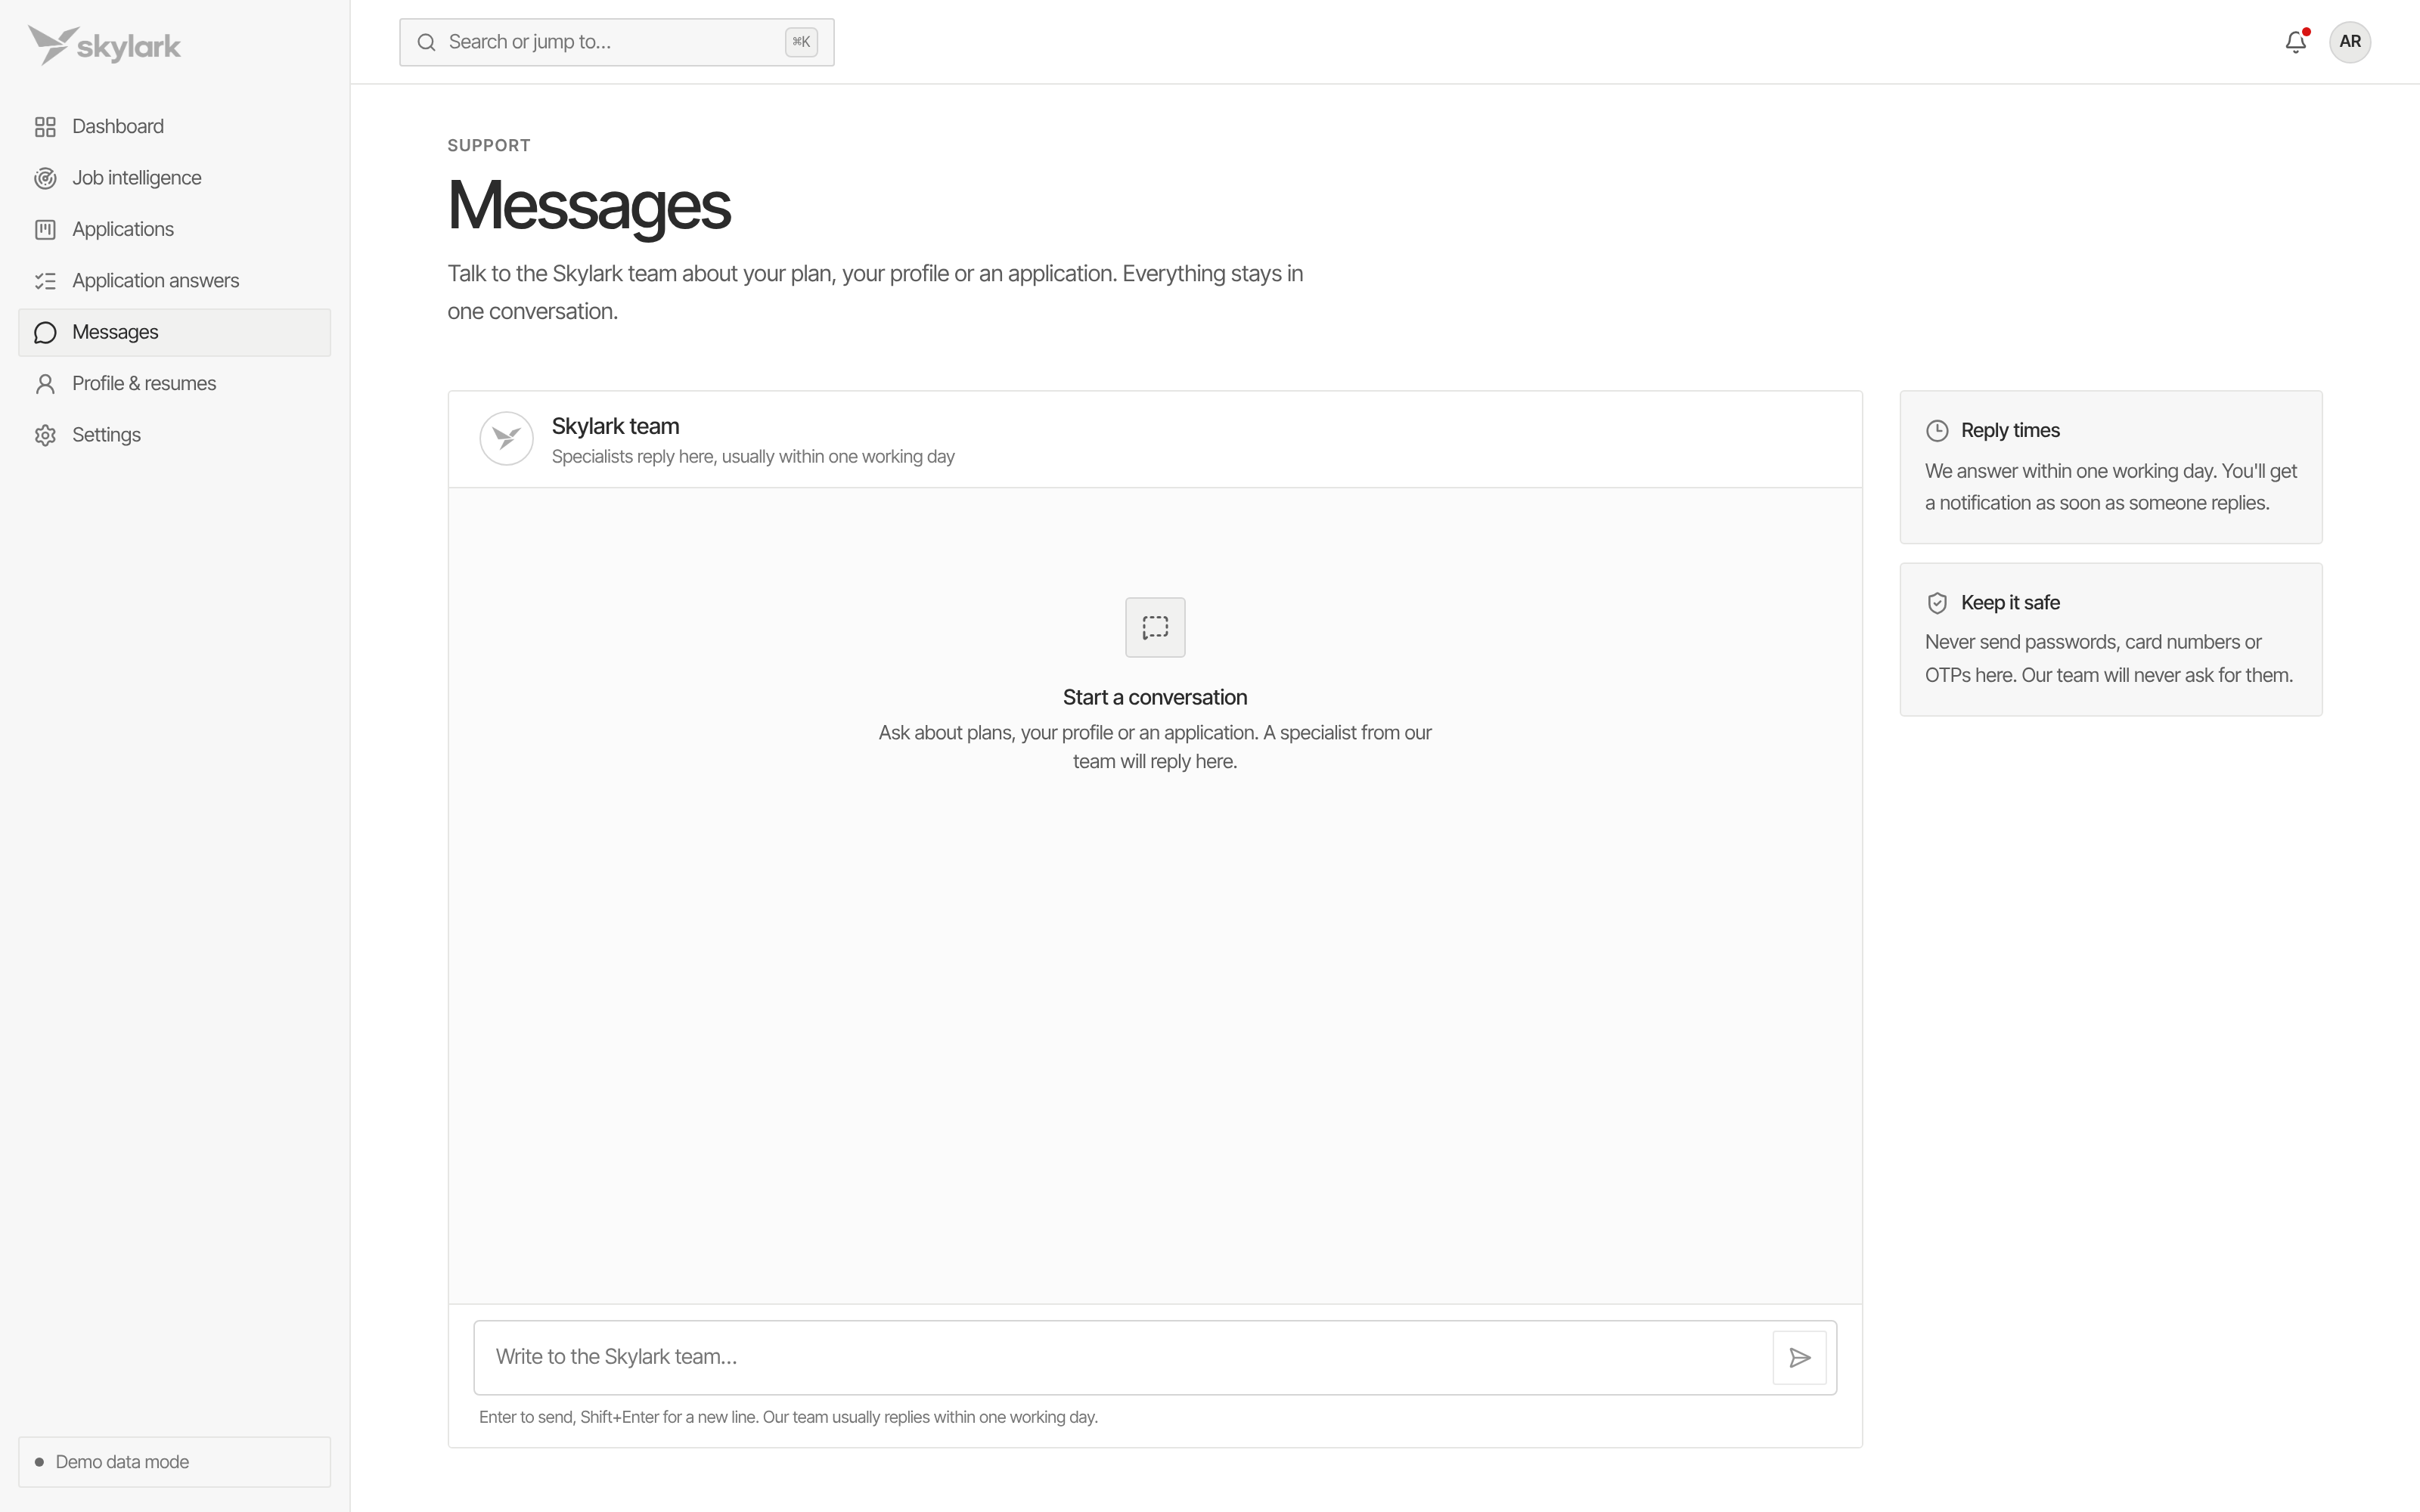 skylark
Search or jump to...
⌘K
AR
Dashboard
Job intelligence
Applications
Application answers
Messages
Profile & resumes
Settings
SUPPORT
Messages
Talk to the Skylark team about your plan, your profile or an application. Everything stays in
one conversation.
Skylark team
Specialists reply here, usually within one working day
Start a conversation
Ask about plans, your profile or an application. A specialist from our
team will reply here.
Write to the Skylark team...
Enter to send, Shift+Enter for a new line. Our team usually replies within one working day.
Reply times
We answer within one working day. You'll get
a notification as soon as someone replies.
Keep it safe
Never send passwords, card numbers or
OTPs here. Our team will never ask for them.
Demo data mode